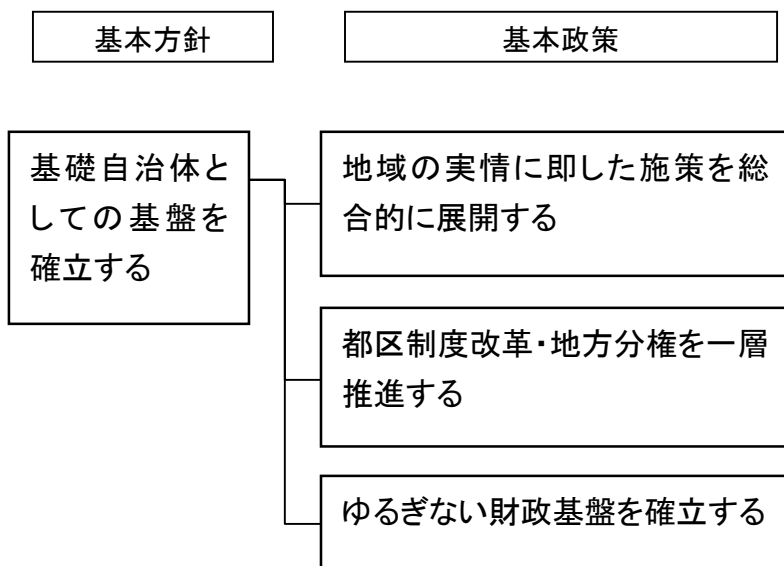 基本方針
基本政策
基礎自治体と
しての基盤を
確立する
地域の実情に即した施策を総
合的に展開する
都区制度改革・地方分権を一層
推進する
ゆるぎない財政基盤を確立する